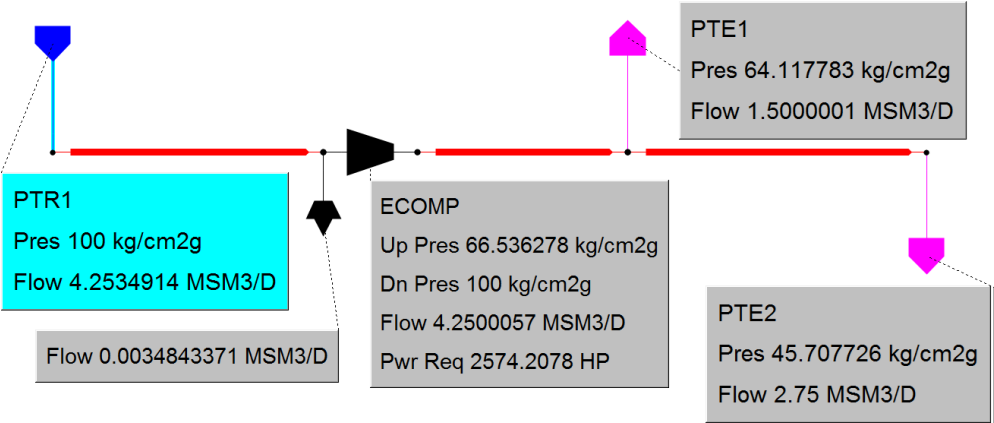 PTE1
Pres 64.117783 kg/cm2g
Flow 1.5000001 MSM3/D
PTR1
Pres 100 kg/cm2g
Flow 4.2534914 MSM3/D
ECOMP
Up Pres 66.536278 kg/cm2g
Dn Pres 100 kg/cm2g
Flow 4.2500057 MSM3/D
Pwr Req 2574.2078 HP
Flow 0.0034843371 MSM3/D
PTE2
Pres 45.707726 kg/cm2g
Flow 2.75 MSM3/D